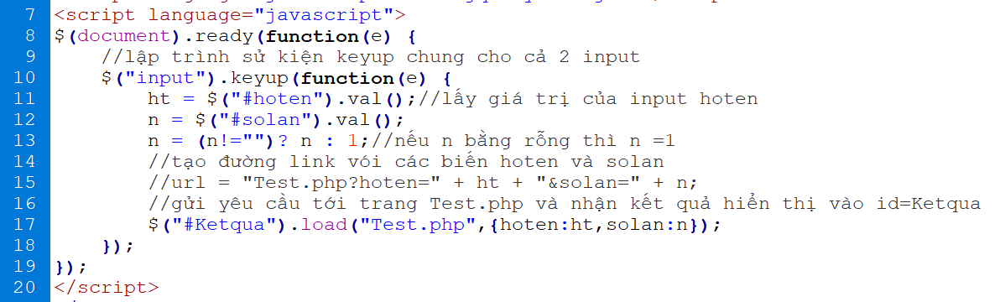 7 <script language="javascript">
8 $(document).ready(function(e) {
9 //lập trình sử kiện keyup chung cho cả 2 input
10 $("input").keyup(function(e) {
11 ht = $("#hoten").val();//lấy giá trị của input hoten
12 n = $("#solan").val();
13 n = (n!="")? n : 1;//nếu n bằng rỗng thì n =1
14 //tạo đường link vói các biến hoten và solan
15 //url = "Test.php?hoten=" + ht + "&solan=" + n;
16 //gửi yêu cầu tới trang Test.php và nhận kết quả hiển thị vào id=Ketqua
17 $("#Ketqua").load("Test.php",{hoten:ht,solan:n});
18 });
19 });
20 </script>